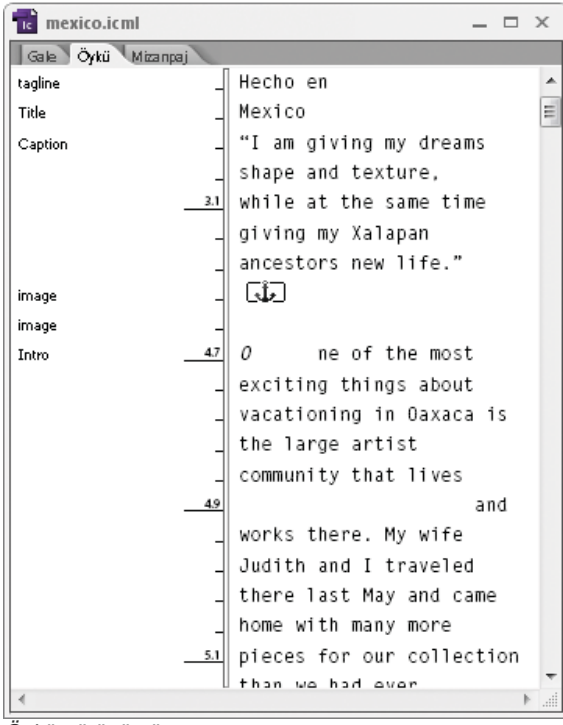 mexico.icml
Gale Öykü Mizanpaj
tagline Hecho en
Title Mexico
Caption “I am giving my dreams
shape and texture,
3.1 while at the same time
giving my Xalapan
ancestors new life.”
image
image
Intro 4.7 O ne of the most
exciting things about
vacationing in Oaxaca is
the large artist
community that lives
4.9 and
works there. My wife
Judith and I traveled
there last May and came
home with many more
5.1 pieces for our collection
than we had ever